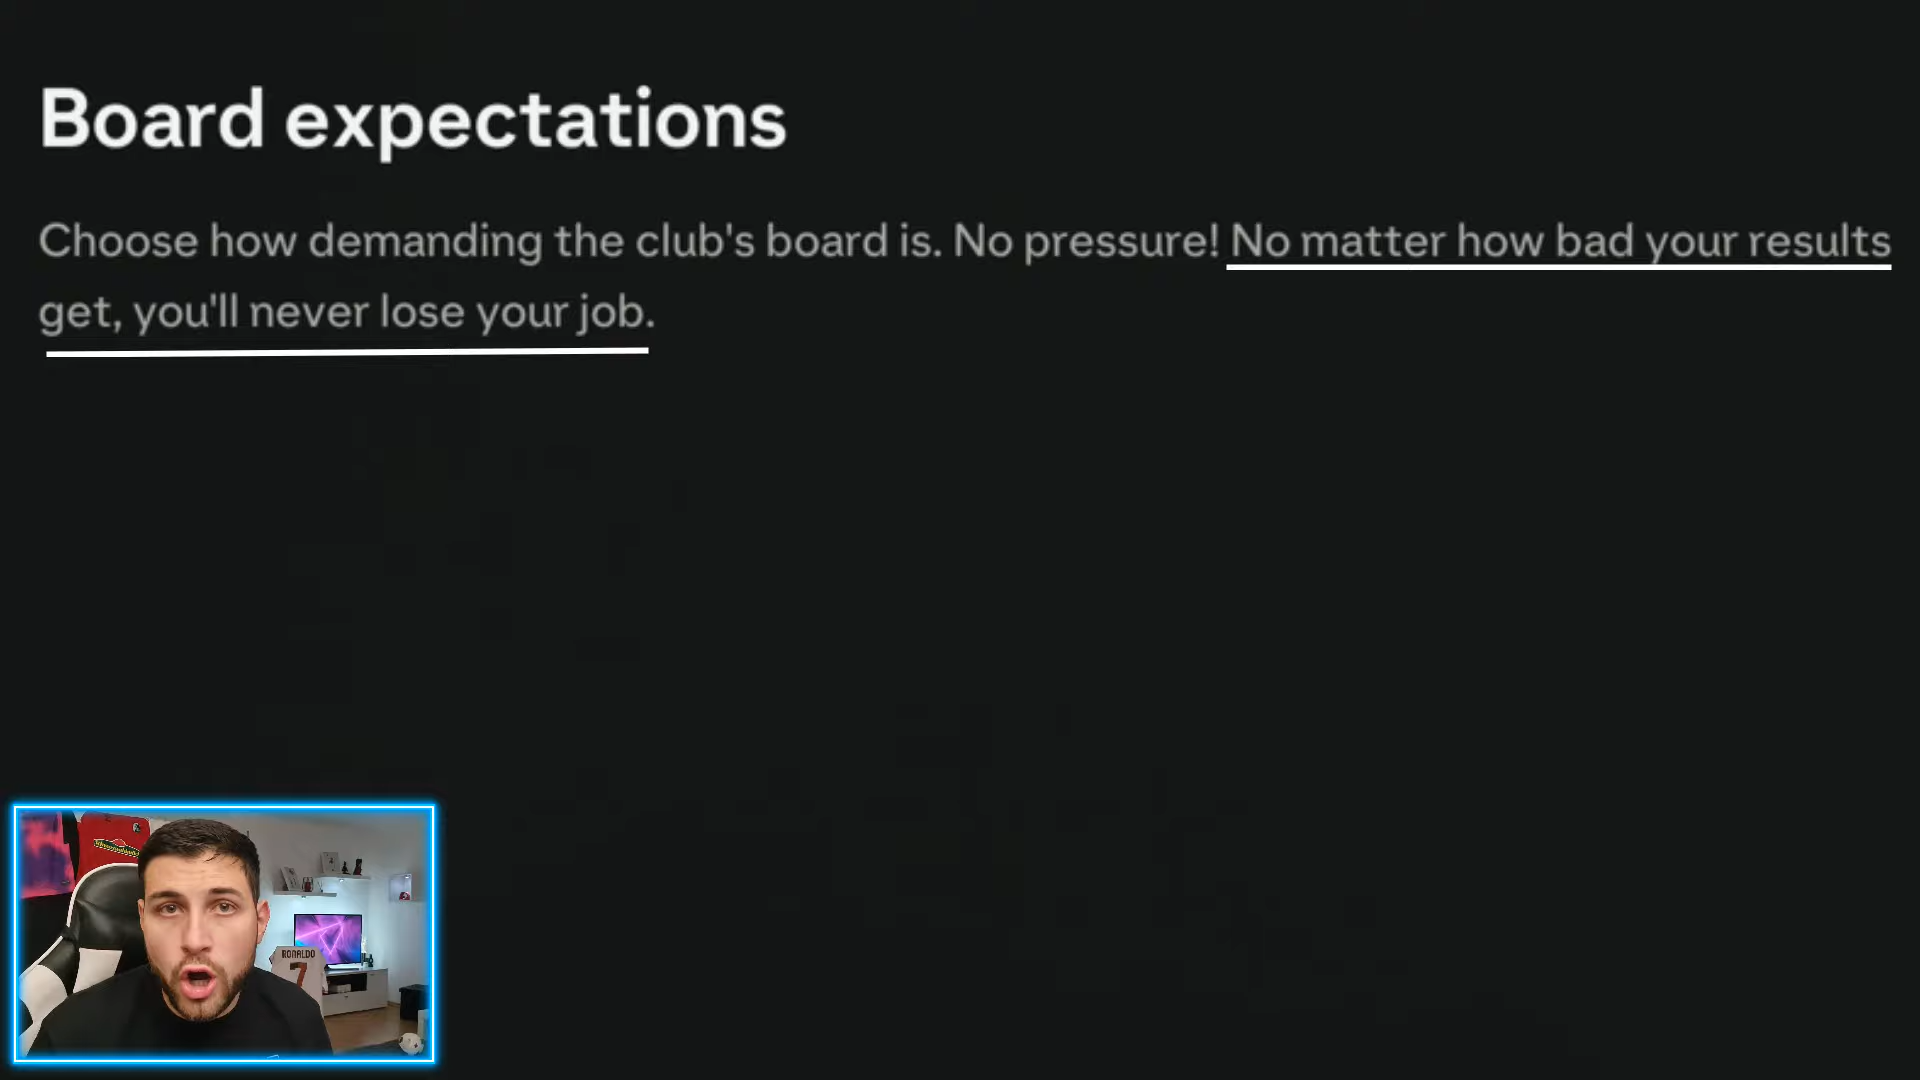 Board expectations
Choose how demanding the club's board is. No pressure! No matter how bad your results
get, you'll never lose your job.
RONALDO
7